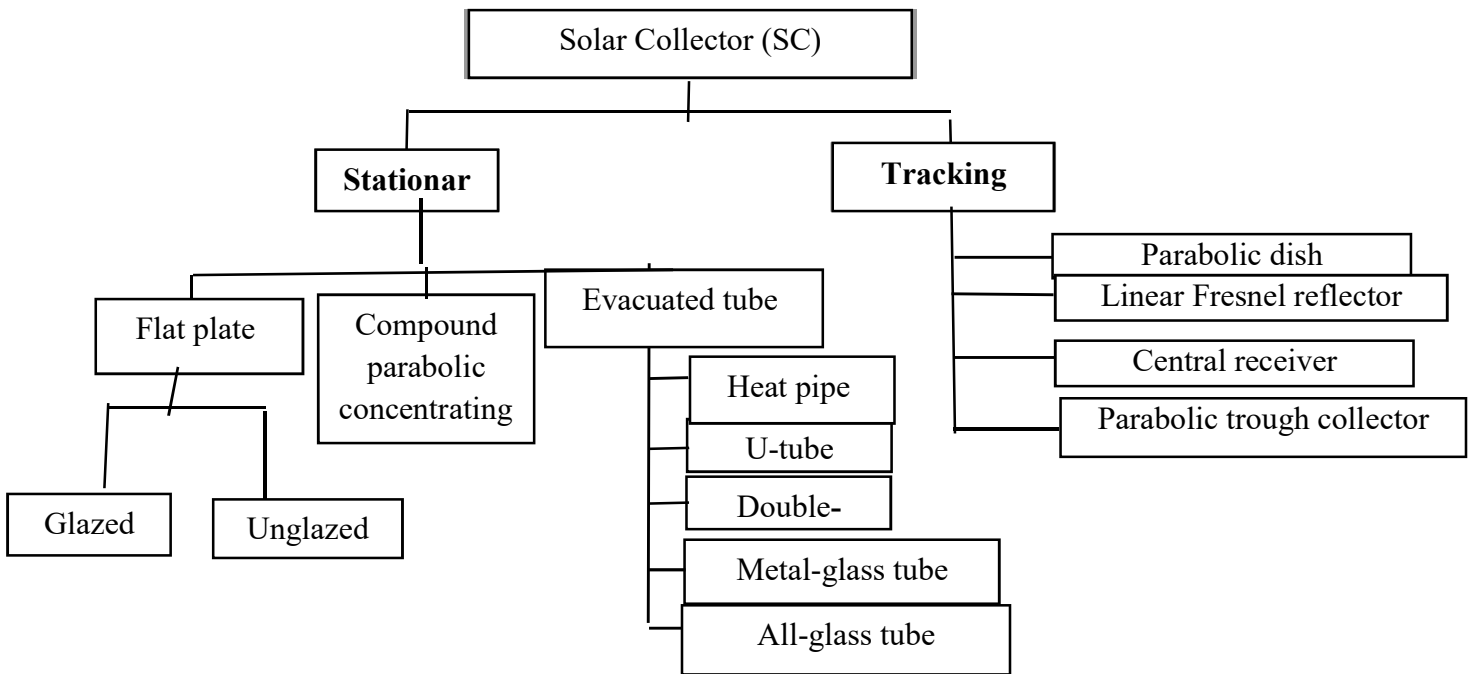 Solar Collector (SC)
Stationar
Tracking
Parabolic dish
Linear Fresnel reflector
Central receiver
Parabolic trough collector
Flat plate
Compound
parabolic
concentrating
Evacuated tube
Heat pipe
U-tube
Double-
Metal-glass tube
All-glass tube
Glazed
Unglazed